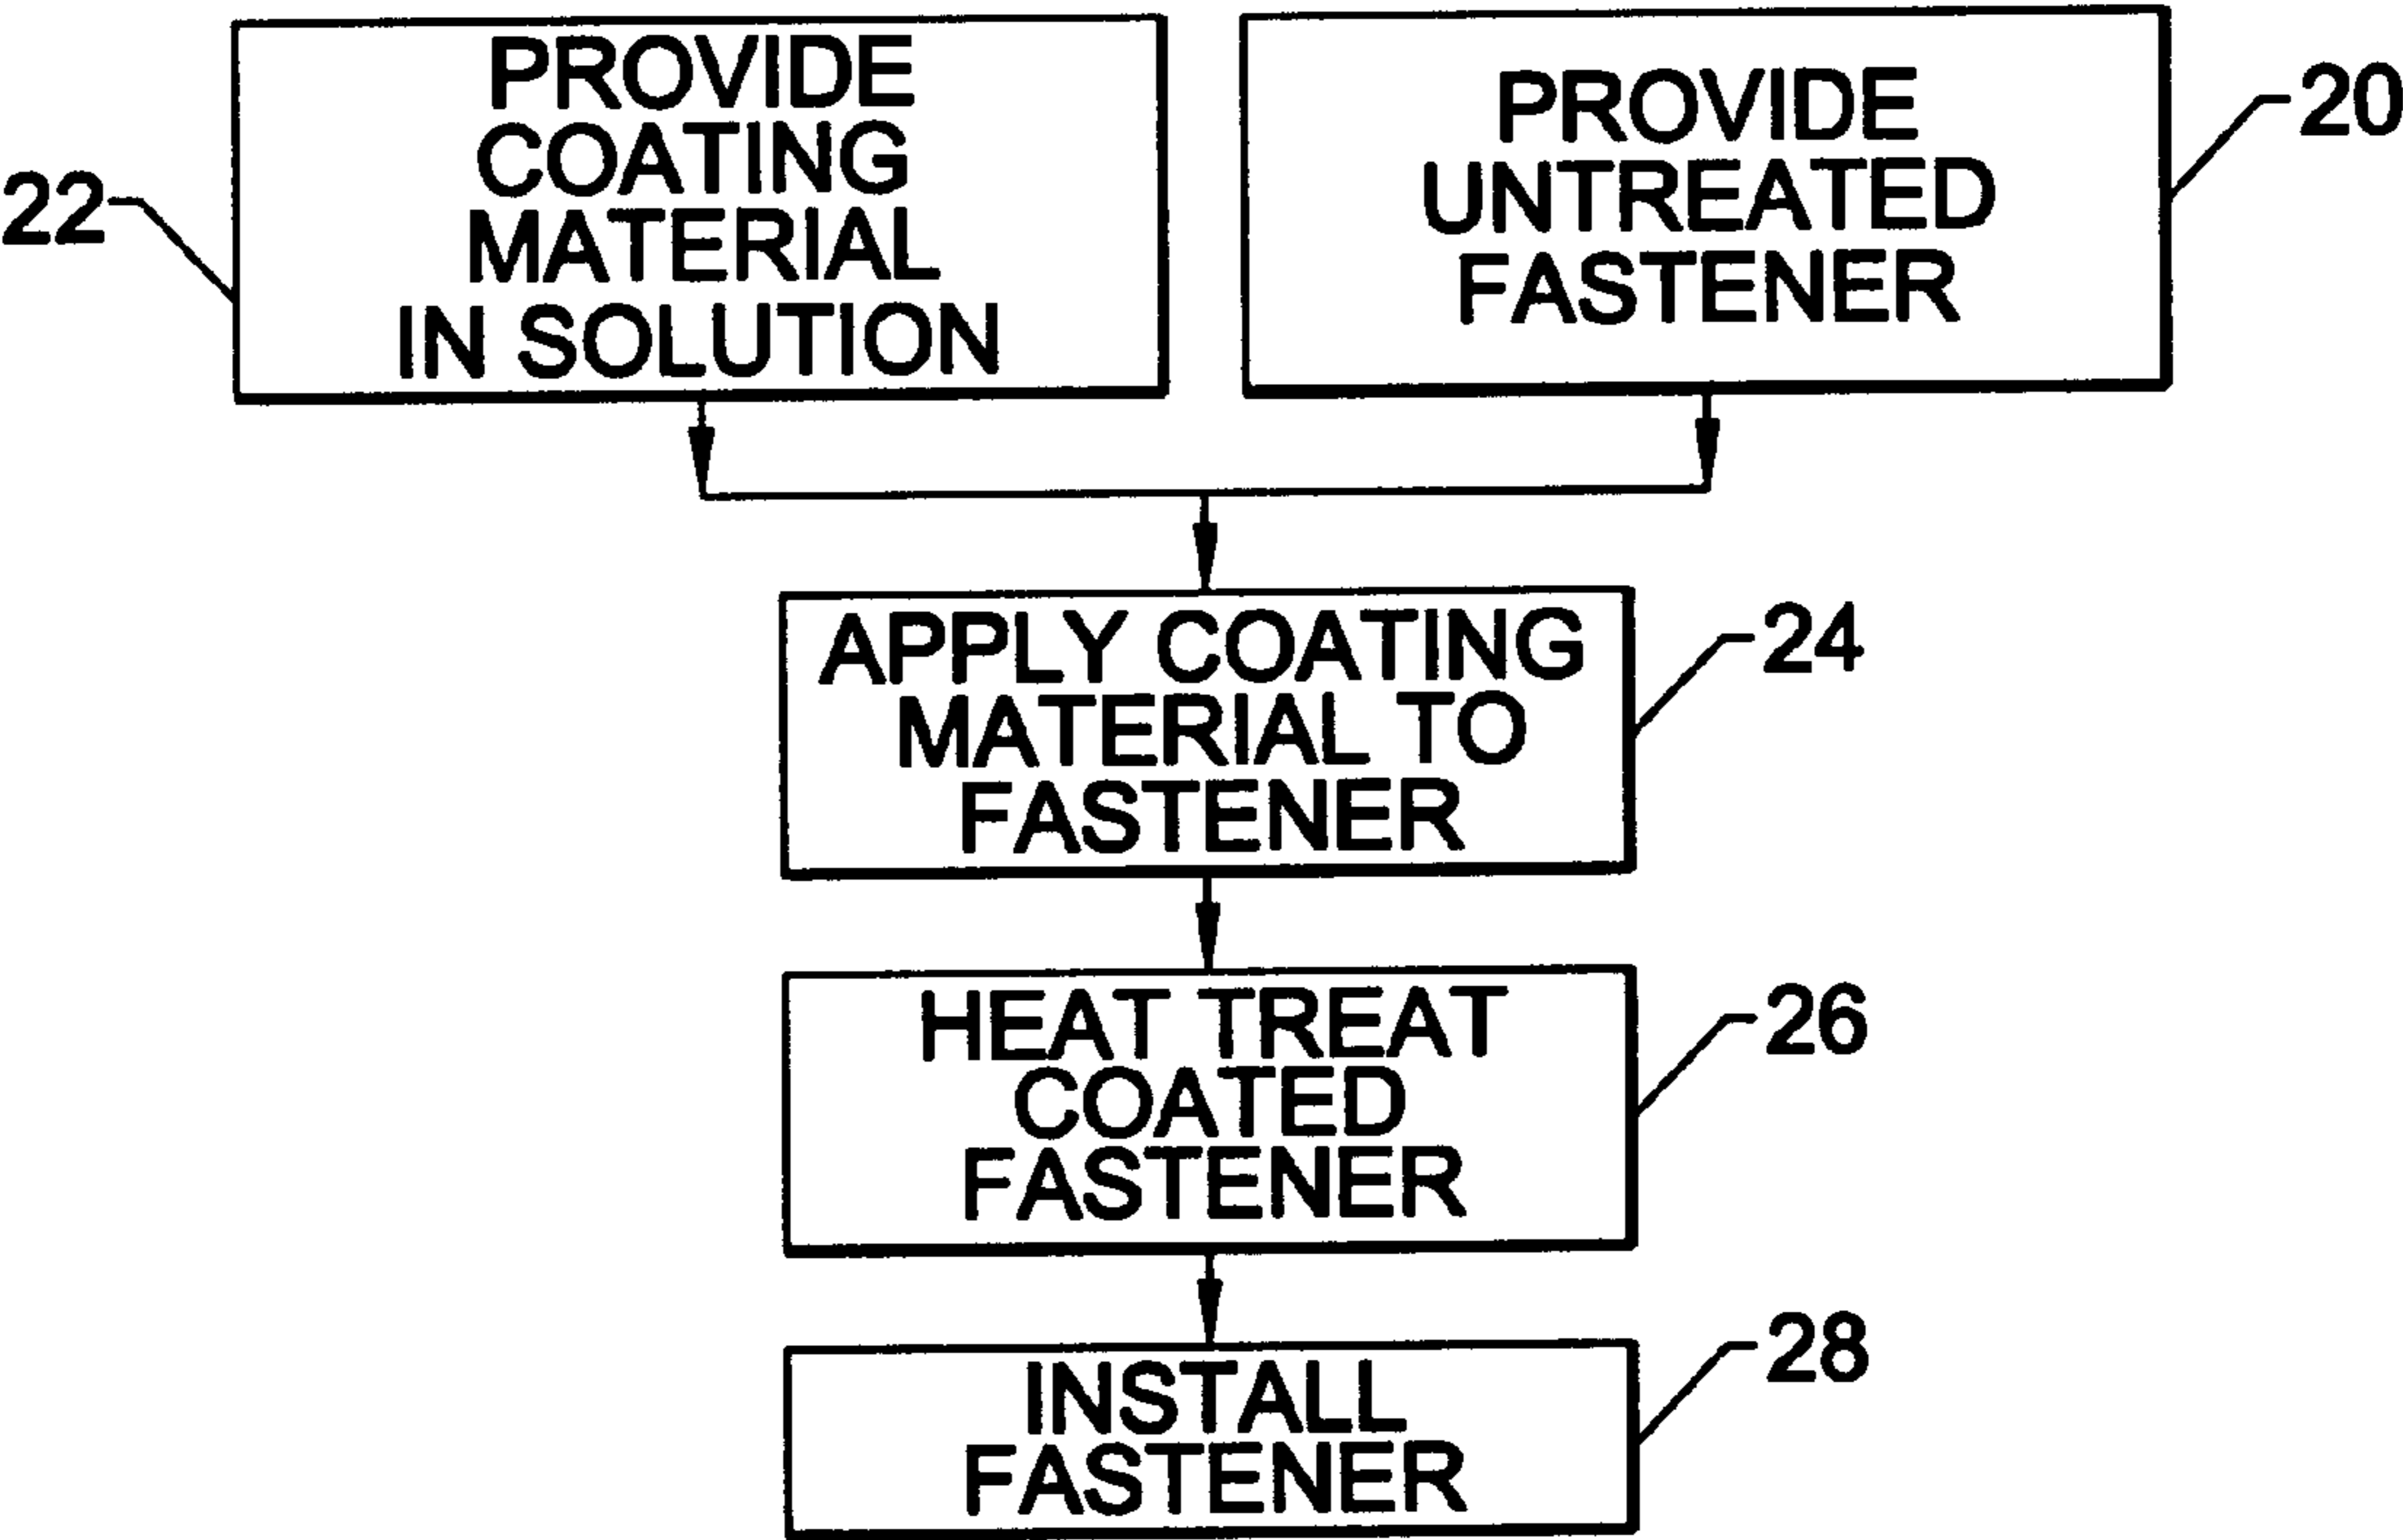 PROVIDE
COATING
MATERIAL
IN SOLUTION
22
PROVIDE
UNTREATED
FASTENER
20
APPLY COATING
MATERIAL TO
FASTENER
24
HEAT TREAT
COATED
FASTENER
26
INSTALL
FASTENER
28